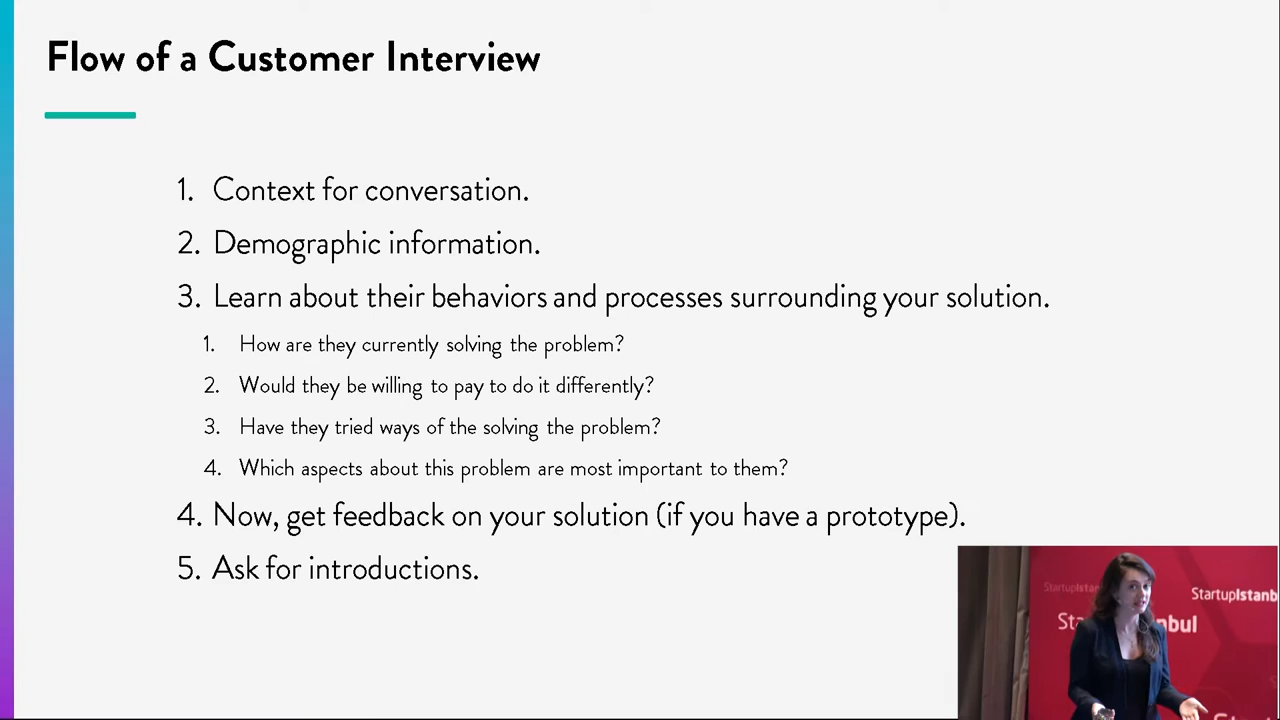 Flow of a Customer Interview
1. Context for conversation.
2. Demographic information.
3. Learn about their behaviors and processes surrounding your solution.
1. How are they currently solving the problem?
2. Would they be willing to pay to do it differently?
3. Have they tried ways of the solving the problem?
4. Which aspects about this problem are most important to them?
4. Now, get feedback on your solution (if you have a prototype).
5. Ask for introductions.
StartupIstan
StartupIstanb
Sta nbul